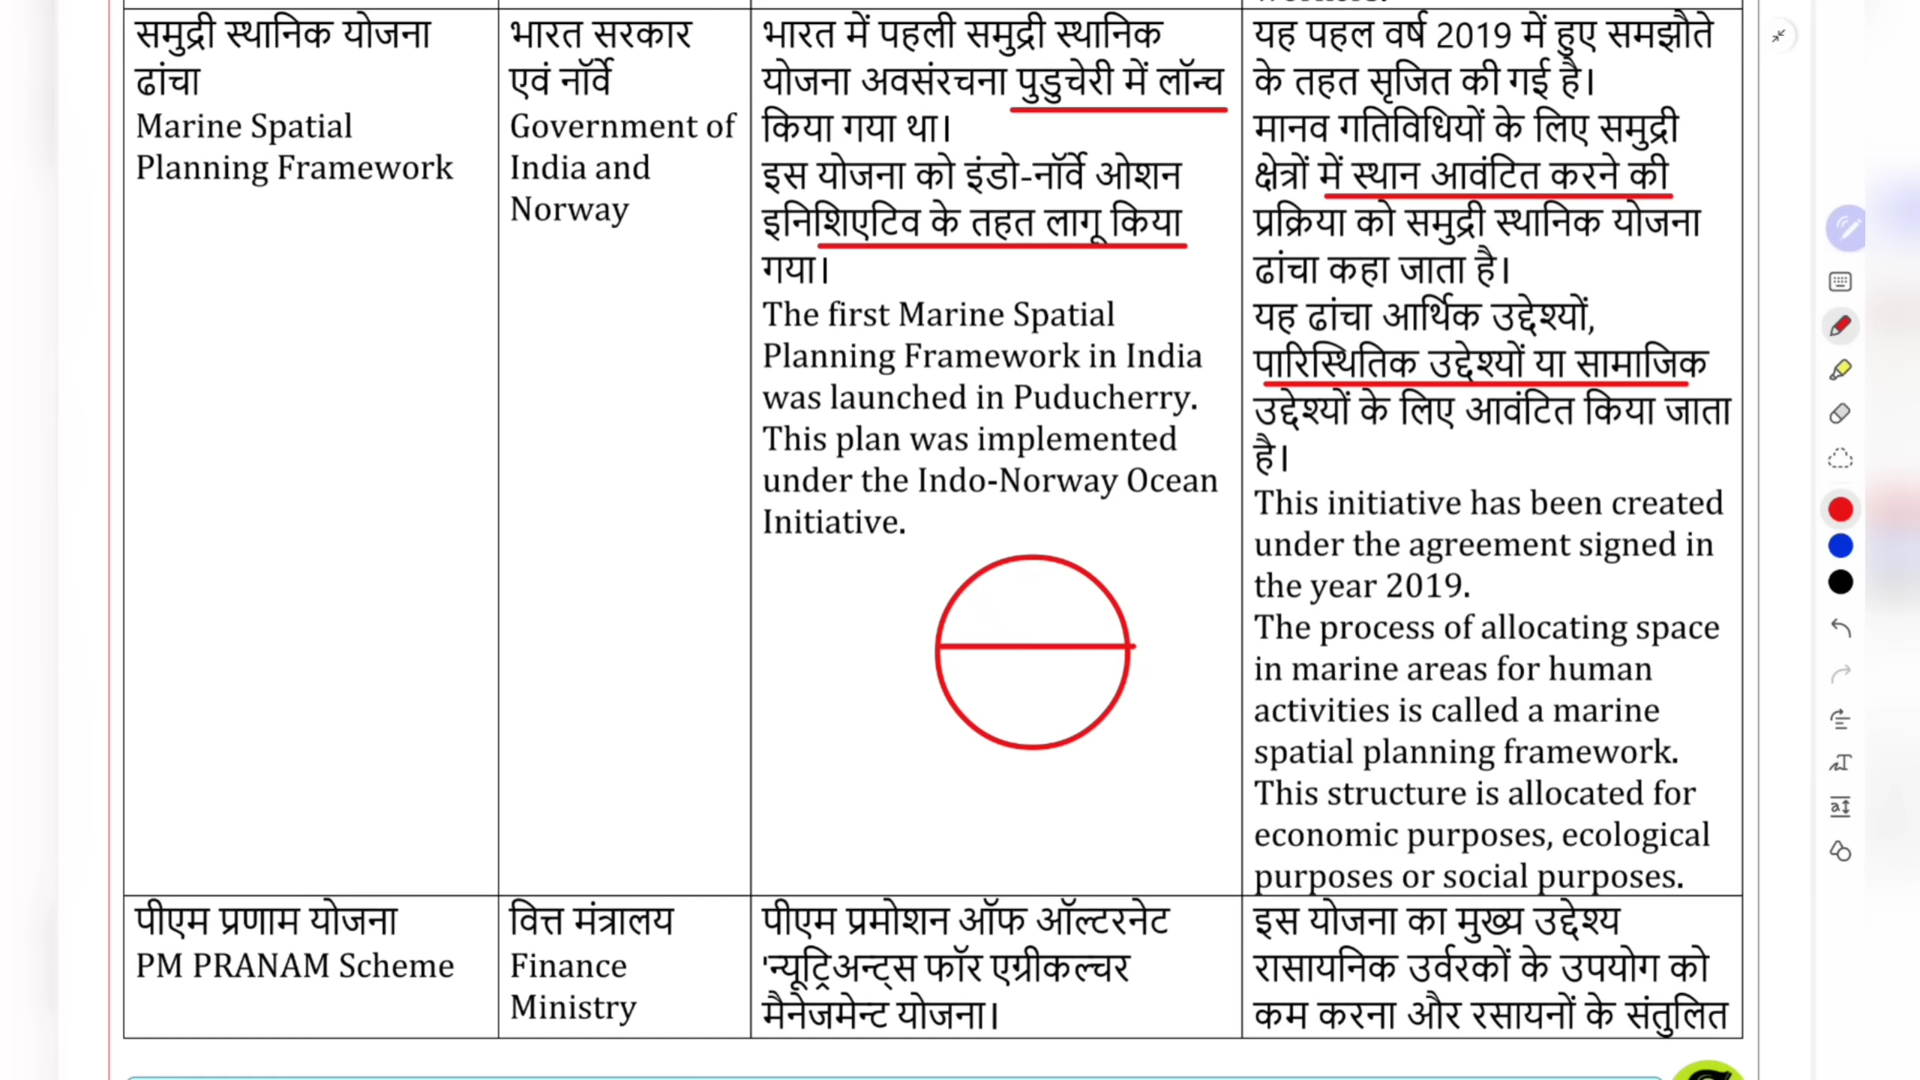 समुद्री स्थानिक योजना
ढांचा
Marine Spatial
Planning Framework
भारत सरकार
एवं नॉर्वे
Government of
India and
Norway
भारत में पहली समुद्री स्थानिक
योजना अवसंरचना पुडुचेरी में लॉन्च
किया गया था।
इस योजना को इंडो-नॉर्वे ओशन
इनिशिएटिव के तहत लागू किया
गया।
The first Marine Spatial
Planning Framework in India
was launched in Puducherry.
This plan was implemented
under the Indo-Norway Ocean
Initiative.
यह पहल वर्ष 2019 में हुए समझौते
के तहत सृजित की गई है।
मानव गतिविधियों के लिए समुद्री
क्षेत्रों में स्थान आवंटित करने की
प्रक्रिया को समुद्री स्थानिक योजना
ढांचा कहा जाता है।
यह ढांचा आर्थिक उद्देश्यों,
पारिस्थितिक उद्देश्यों या सामाजिक
उद्देश्यों के लिए आवंटित किया जाता
है।
This initiative has been created
under the agreement signed in
the year 2019.
The process of allocating space
in marine areas for human
activities is called a marine
spatial planning framework.
This structure is allocated for
economic purposes, ecological
purposes or social purposes.
पीएम प्रणाम योजना
PM PRANAM Scheme
वित्त मंत्रालय
Finance
Ministry
पीएम प्रमोशन ऑफ ऑल्टरनेट
'न्यूट्रिअन्ट्स फॉर एग्रीकल्चर
मैनेजमेन्ट योजना।
इस योजना का मुख्य उद्देश्य
रासायनिक उर्वरकों के उपयोग को
कम करना और रसायनों के संतुलित